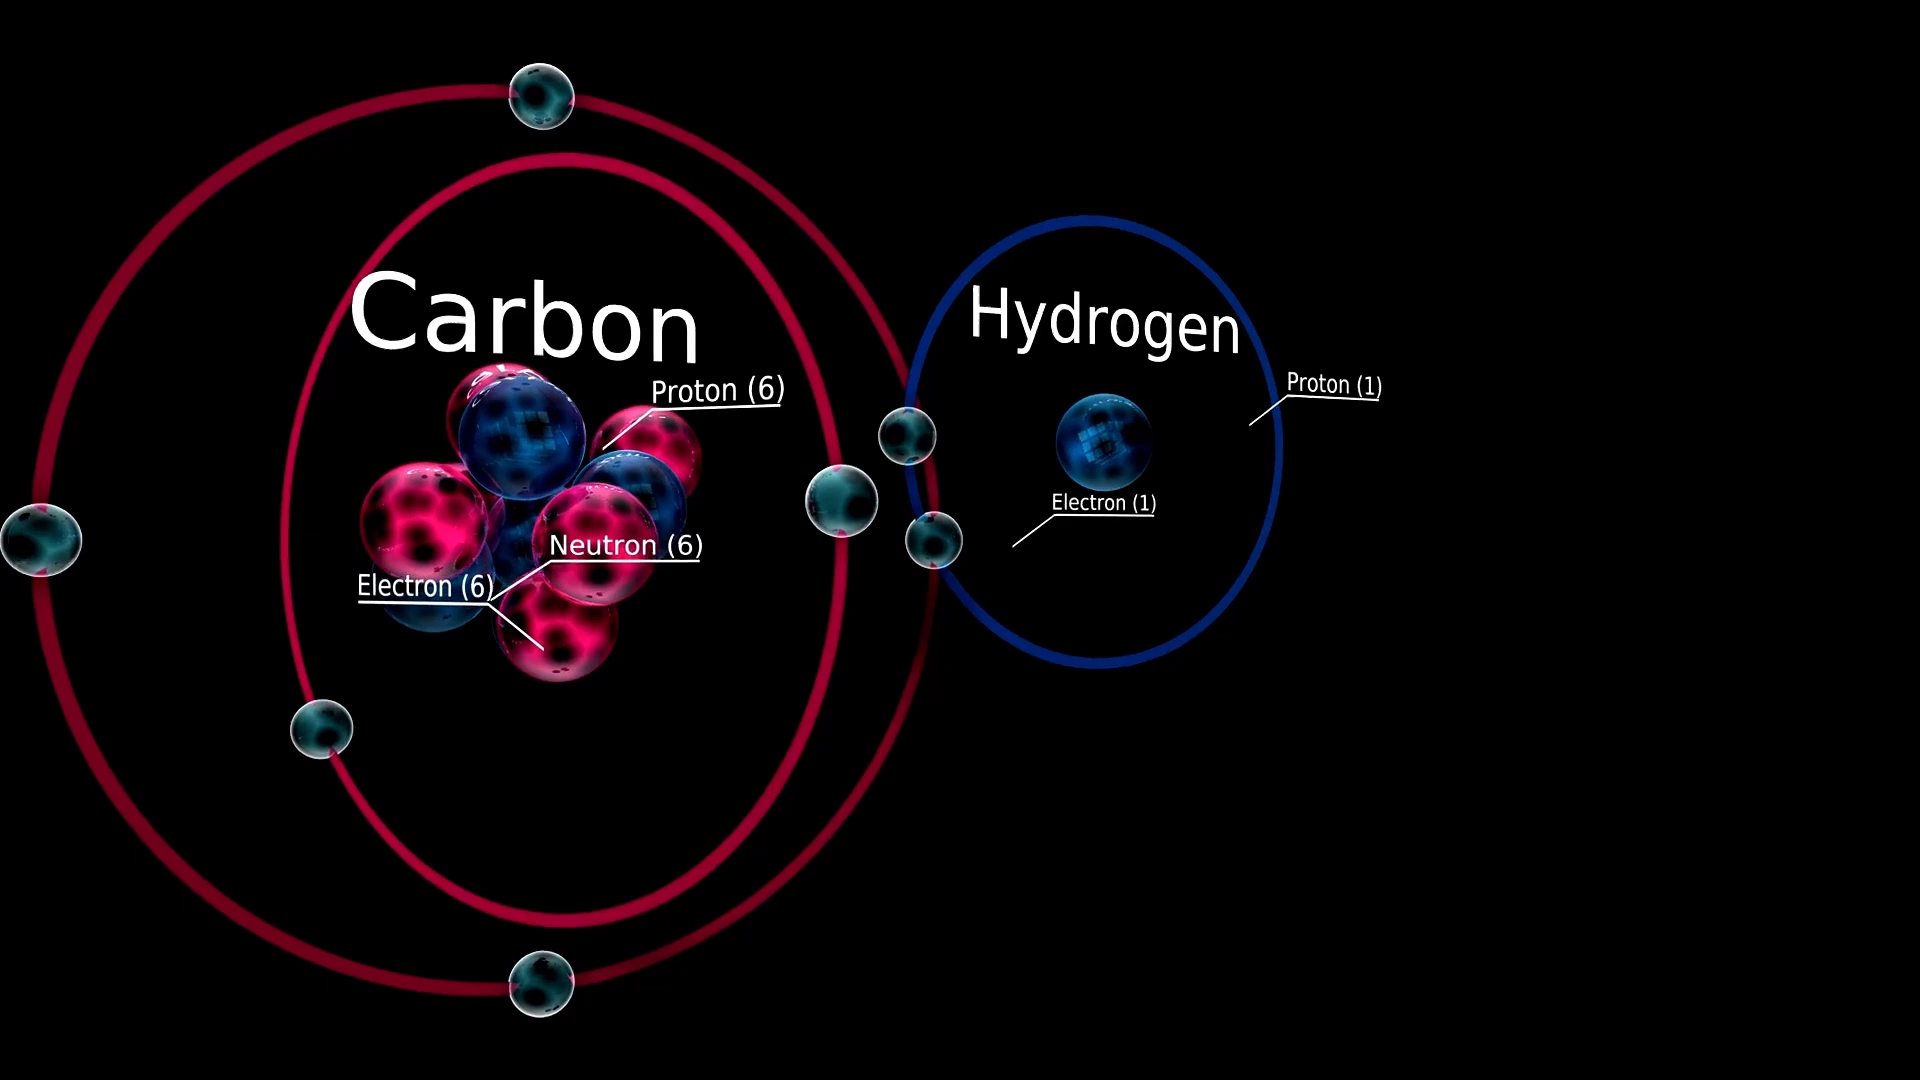 Carbon
Proton (6)
Neutron (6)
Electron (6)
Hydrogen
Proton (1)
Electron (1)